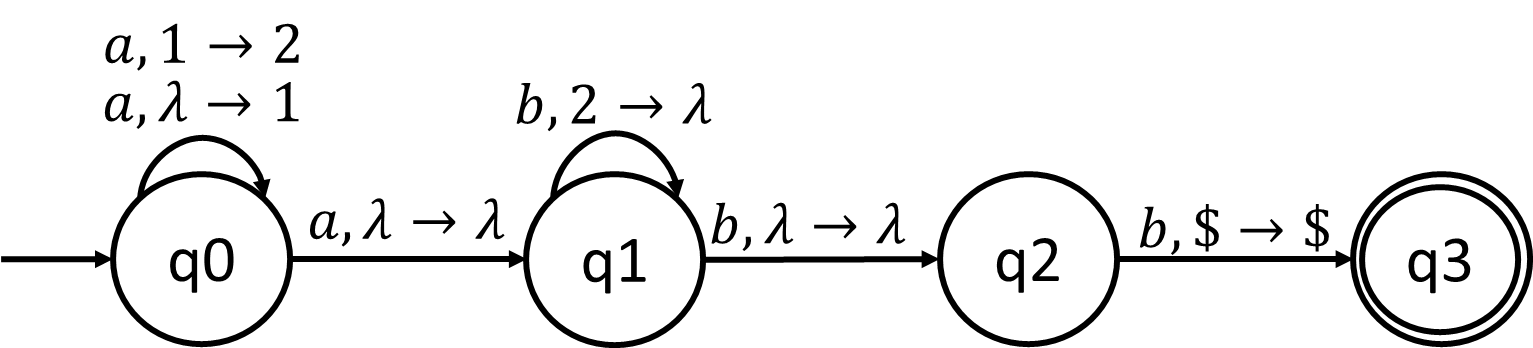 a, 1 → 2
a, λ → 1
b, 2 → λ
a, λ → λ
b, λ → λ
b, $ → $
q0
q1
q2
q3